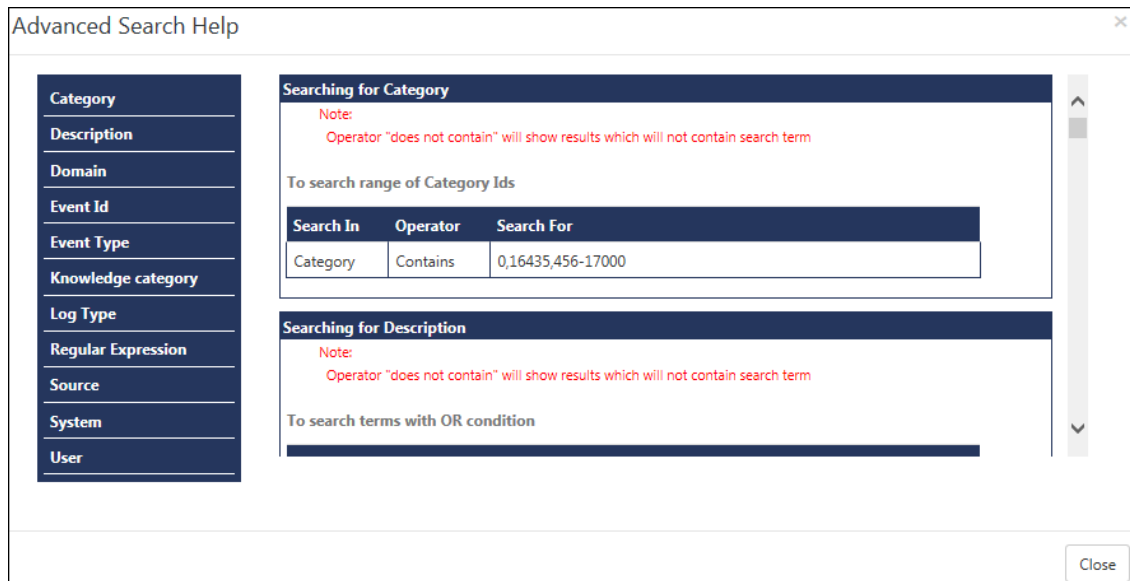 Advanced Search Help
×
Category
Description
Domain
Event Id
Event Type
Knowledge category
Log Type
Regular Expression
Source
System
User
Searching for Category
Note:
Operator "does not contain" will show results which will not contain search term
To search range of Category Ids
Search In Operator Search For
Category Contains 0,16435,456-17000
Searching for Description
Note:
Operator "does not contain" will show results which will not contain search term
To search terms with OR condition
Close